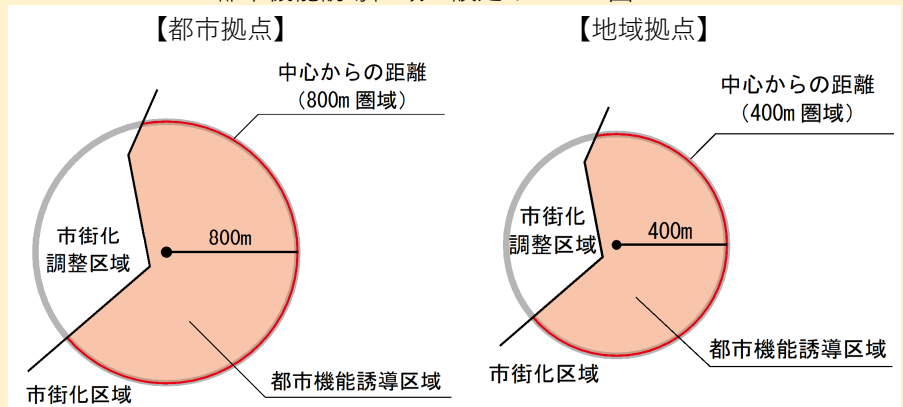 【都市拠点】
中心からの距離
（800m 圏域）
市街化
調整区域
800m
市街化区域
都市機能誘導区域
【地域拠点】
中心からの距離
（400m 圏域）
市街化
調整区域
400m
市街化区域
都市機能誘導区域